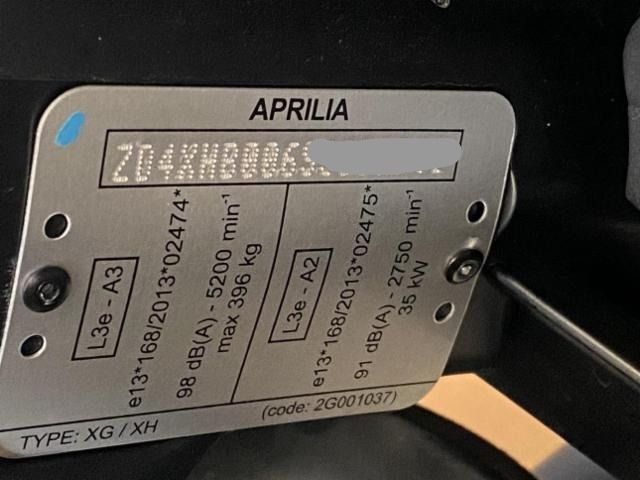 APRILIA
ZD4XHB006S
L3e - A3
e13*168/2013*02474*
98 dB(A) - 5200 min⁻¹
max 396 kg
L3e - A2
e13*168/2013*02475*
91 dB(A) - 2750 min⁻¹
35 kW
TYPE: XG / XH
(code: 2G001037)